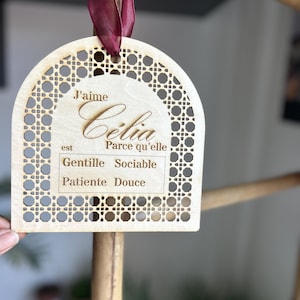 J'aime
Célia
est Parce qu'elle
Gentille Sociable
Patiente Douce